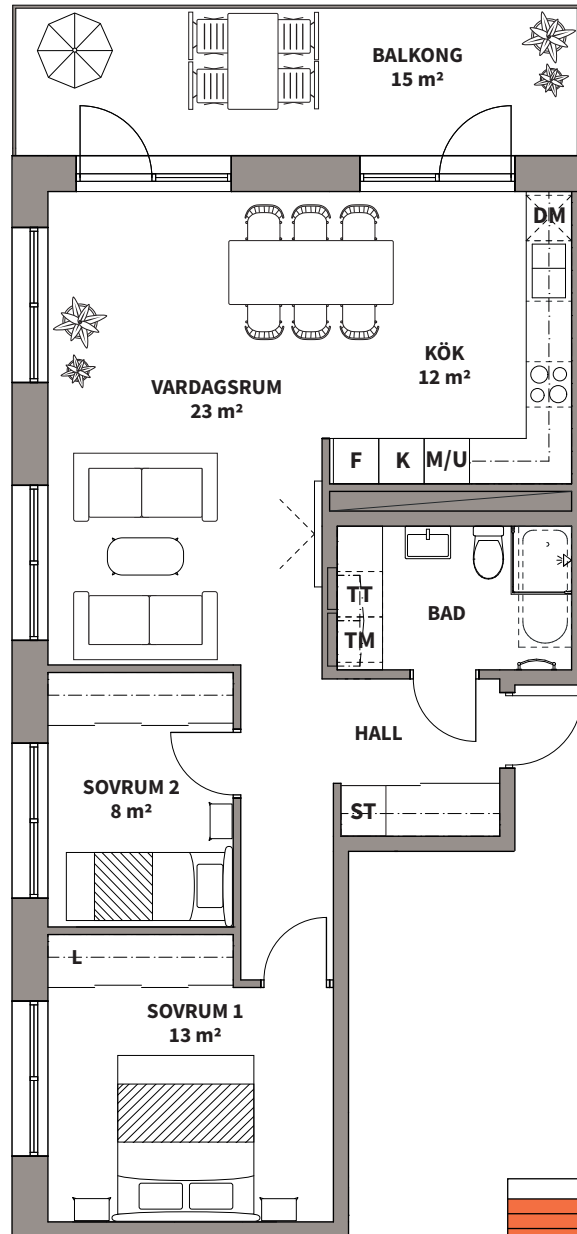 BALKONG
15 m²
DM
KÖK
12 m²
VARDAGSRUM
23 m²
F K M/U
TT
BAD
TM
HALL
SOVRUM 2
8 m²
ST
L
SOVRUM 1
13 m²